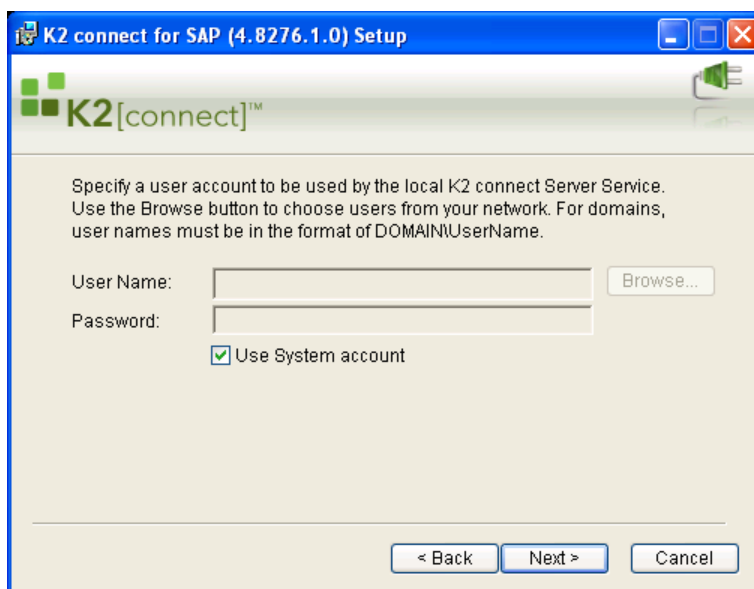 K2 connect for SAP (4.8276.1.0) Setup
K2[connect]™
Specify a user account to be used by the local K2 connect Server Service.
Use the Browse button to choose users from your network. For domains,
user names must be in the format of DOMAIN\UserName.
User Name:
Browse...
Password:
Use System account
< Back
Next >
Cancel